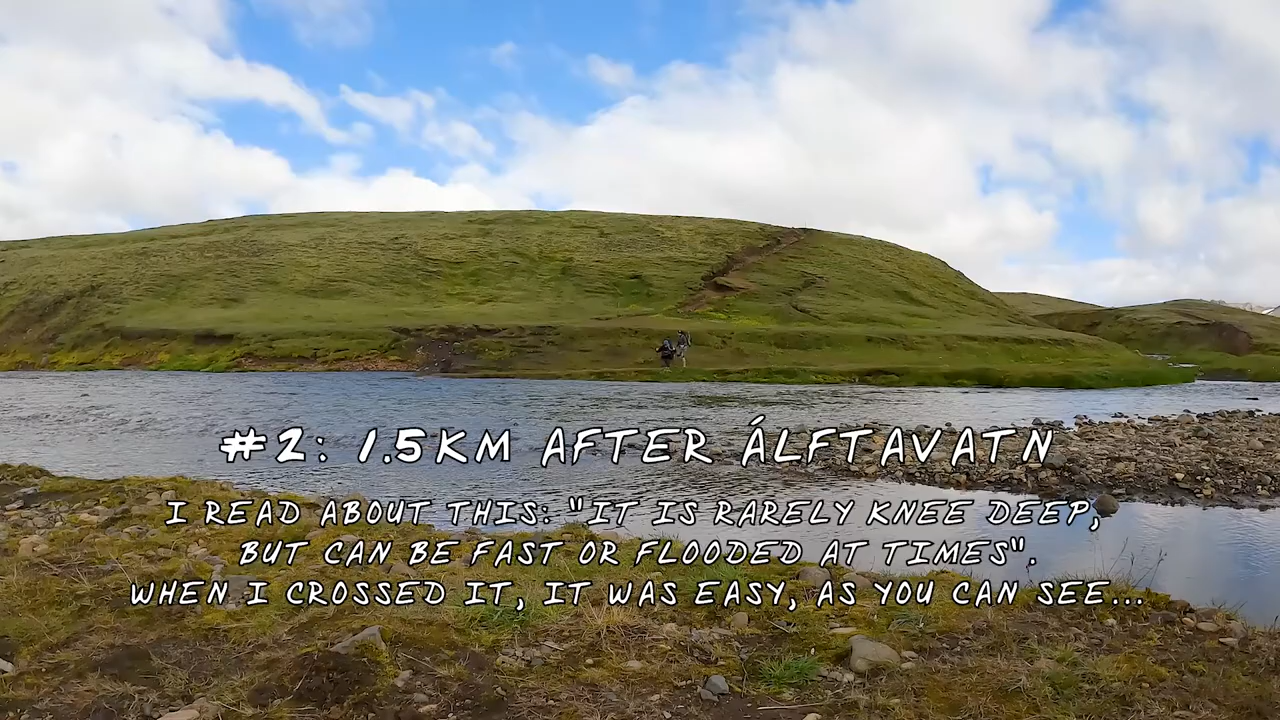 #2: 1.5KM AFTER ÁLFTAVATN
I READ ABOUT THIS: "IT IS RARELY KNEE DEEP,
BUT CAN BE FAST OR FLOODED AT TIMES".
WHEN I CROSSED IT, IT WAS EASY, AS YOU CAN SEE...